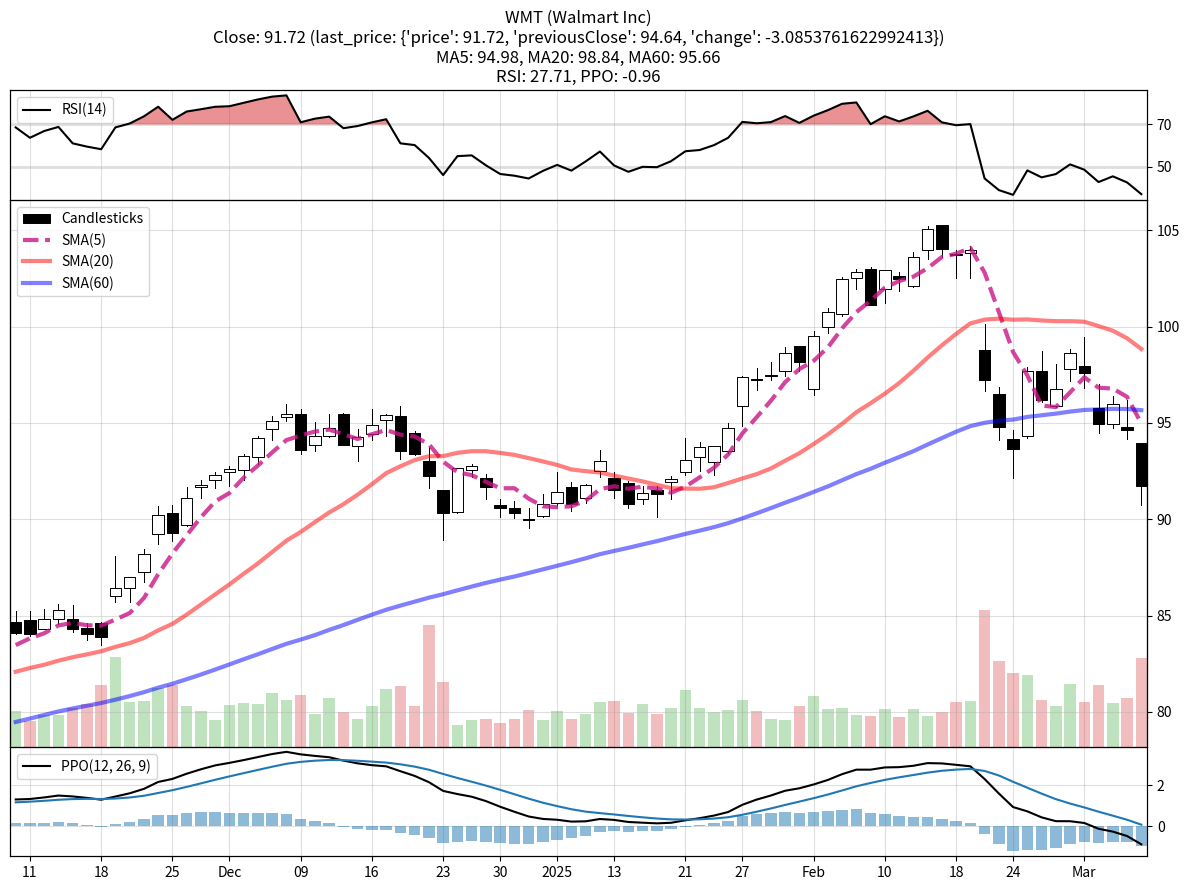 WMT (Walmart Inc)
Close: 91.72 (last_price: {'price': 91.72, 'previousClose': 94.64, 'change': -3.0853761622992413})
MA5: 94.98, MA20: 98.84, MA60: 95.66
RSI: 27.71, PPO: -0.96
RSI(14)
70
50
Candlesticks
SMA(5)
SMA(20)
SMA(60)
105
100
95
90
85
80
PPO(12, 26, 9)
2
0
11 18 25 Dec 09 16 23 30 2025 13 21 27 Feb 10 18 24 Mar